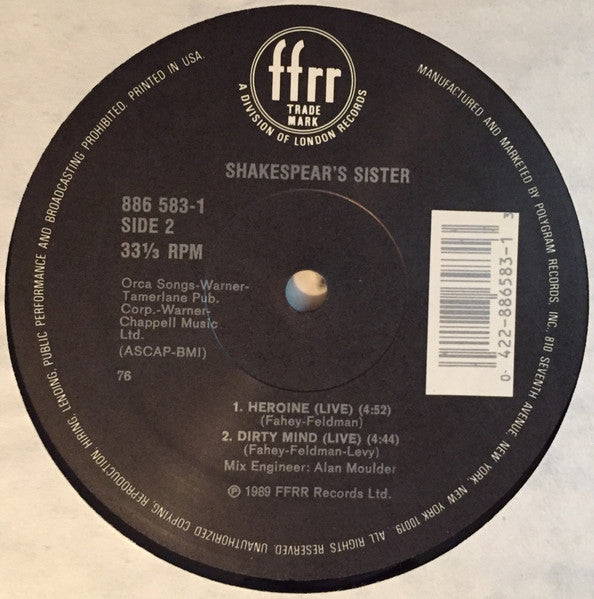 ffrr
TRADE
MARK
A DIVISION OF LONDON RECORDS
SHAKESPEAR'S SISTER
886 583-1
SIDE 2
33⅓ RPM
Orca Songs-Warner-
Tamerlane Pub.
Corp.-Warner-
Chappell Music
Ltd.
(ASCAP-BMI)
76
0 422-886583-1 3
1. HEROINE (LIVE) (4:52)
(Fahey-Feldman)
2. DIRTY MIND (LIVE) (4:44)
(Fahey-Feldman-Levy)
Mix Engineer: Alan Moulder
℗ 1989 FFRR Records Ltd.
MANUFACTURED AND MARKETED BY POLYGRAM RECORDS, INC. 810 SEVENTH AVENUE, NEW YORK, NEW YORK 10019. ALL RIGHTS RESERVED. UNAUTHORIZED COPYING, REPRODUCTION, HIRING, LENDING, PUBLIC PERFORMANCE AND BROADCASTING PROHIBITED. PRINTED IN USA.